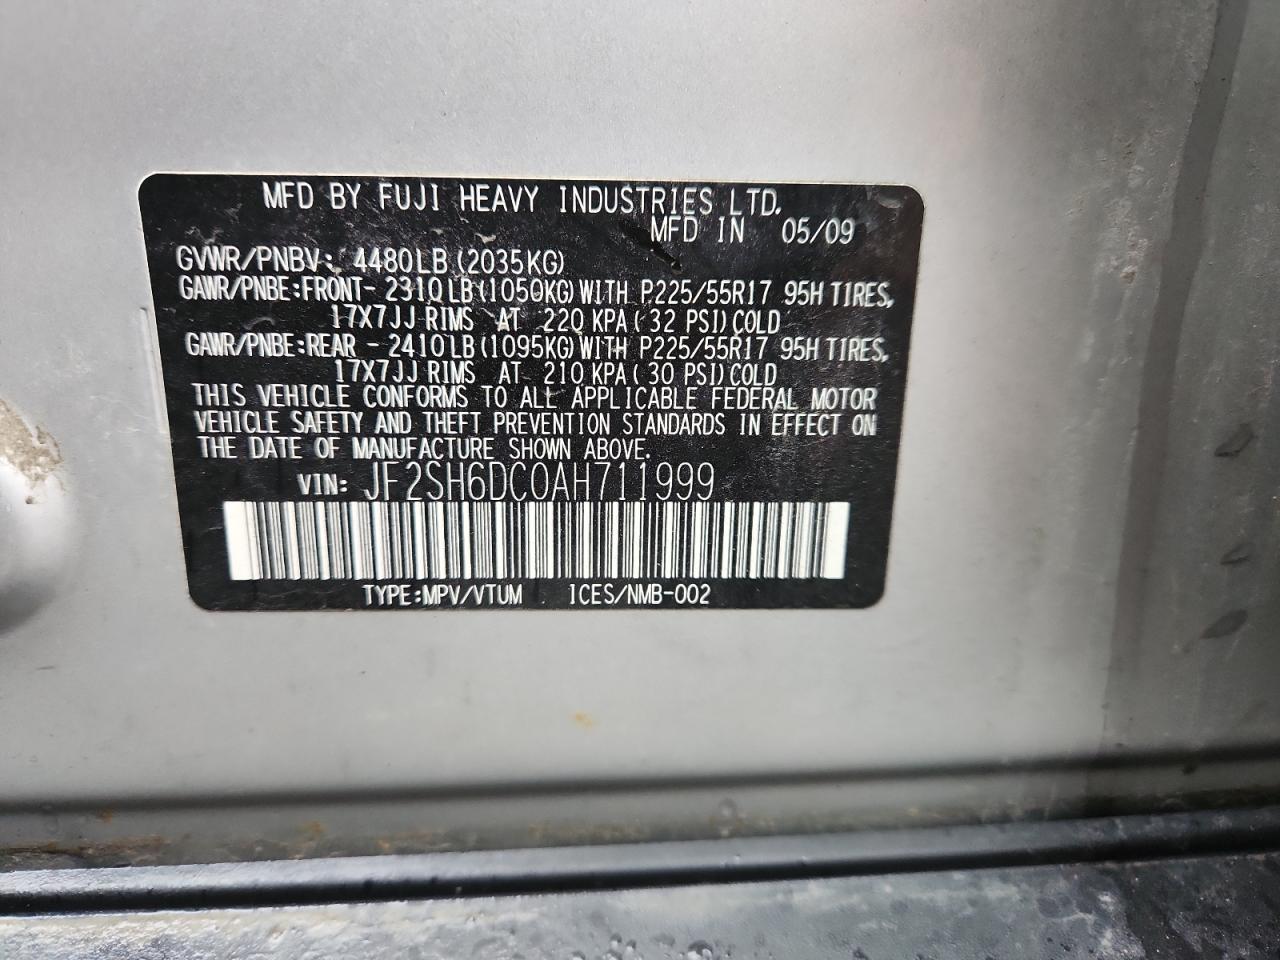 MFD BY FUJI HEAVY INDUSTRIES LTD.
MFD IN 05/09
GVWR/PNBV: 4480LB(2035KG)
GAWR/PNBE:FRONT- 2310LB(1050KG)WITH P225/55R17 95H TIRES,
17X7JJ RIMS AT 220 KPA(32 PSI)COLD
GAWR/PNBE:REAR - 2410LB(1095KG)WITH P225/55R17 95H TIRES,
17X7JJ RIMS AT 210 KPA(30 PSI)COLD
THIS VEHICLE CONFORMS TO ALL APPLICABLE FEDERAL MOTOR
VEHICLE SAFETY AND THEFT PREVENTION STANDARDS IN EFFECT ON
THE DATE OF MANUFACTURE SHOWN ABOVE.
VIN: JF2SH6DC0AH711999
TYPE:MPV/VTUM ICES/NMB-002